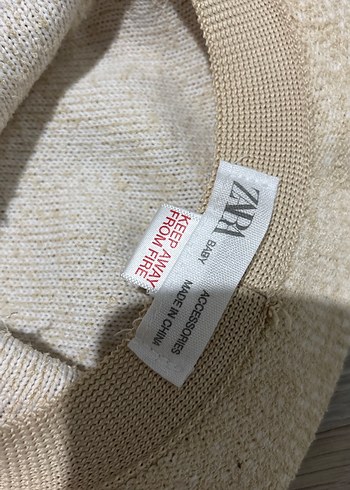 ZARA
BABY
ACCESSORIES
MADE IN CHINA
KEEP AWAY
FROM FIRE